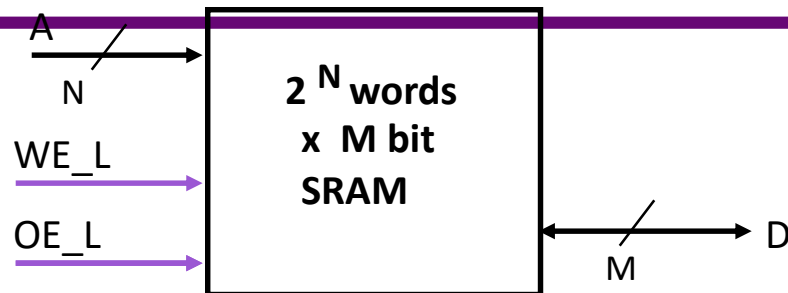 A
N
WE_L
OE_L
2 N words
x M bit
SRAM
D
M